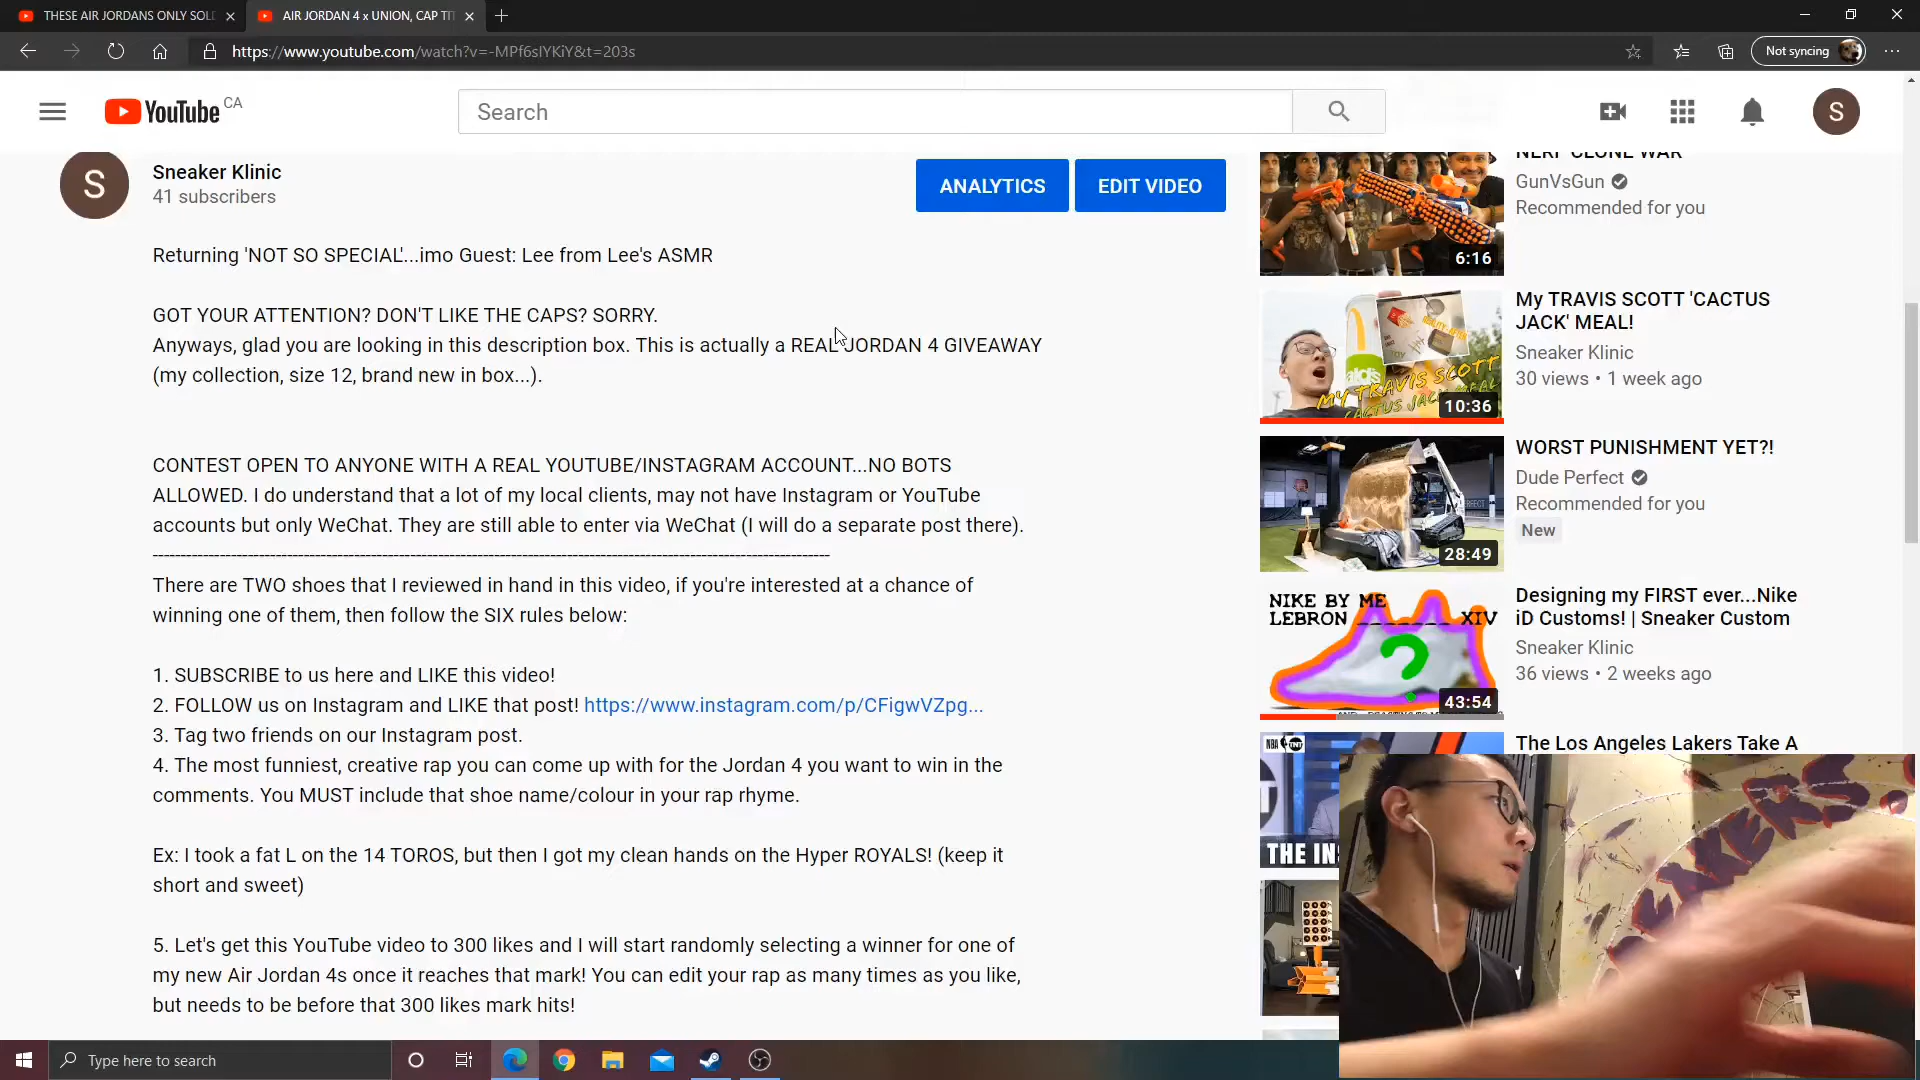 THESE AIR JORDANS ONLY SOL
AIR JORDAN 4 x UNION, CAP TIT
https://www.youtube.com/watch?v=-MPf6sIYKiY&t=203s
Not syncing
YouTube CA
Search
S
S
Sneaker Klinic
41 subscribers
ANALYTICS
EDIT VIDEO
Returning 'NOT SO SPECIAL'...imo Guest: Lee from Lee's ASMR
GOT YOUR ATTENTION? DON'T LIKE THE CAPS? SORRY.
Anyways, glad you are looking in this description box. This is actually a REAL JORDAN 4 GIVEAWAY
(my collection, size 12, brand new in box...).
CONTEST OPEN TO ANYONE WITH A REAL YOUTUBE/INSTAGRAM ACCOUNT...NO BOTS
ALLOWED. I do understand that a lot of my local clients, may not have Instagram or YouTube
accounts but only WeChat. They are still able to enter via WeChat (I will do a separate post there).
There are TWO shoes that I reviewed in hand in this video, if you're interested at a chance of
winning one of them, then follow the SIX rules below:
1. SUBSCRIBE to us here and LIKE this video!
2. FOLLOW us on Instagram and LIKE that post! https://www.instagram.com/p/CFigwVZpg...
3. Tag two friends on our Instagram post.
4. The most funniest, creative rap you can come up with for the Jordan 4 you want to win in the
comments. You MUST include that shoe name/colour in your rap rhyme.
Ex: I took a fat L on the 14 TOROS, but then I got my clean hands on the Hyper ROYALS! (keep it
short and sweet)
5. Let's get this YouTube video to 300 likes and I will start randomly selecting a winner for one of
my new Air Jordan 4s once it reaches that mark! You can edit your rap as many times as you like,
but needs to be before that 300 likes mark hits!
NERF CLONE WAR
GunVsGun
Recommended for you
6:16
My TRAVIS SCOTT 'CACTUS
JACK' MEAL!
Sneaker Klinic
30 views • 1 week ago
MY TRAVIS SCOTT
10:36
WORST PUNISHMENT YET?!
Dude Perfect
Recommended for you
New
28:49
Designing my FIRST ever...Nike
iD Customs! | Sneaker Custom
Sneaker Klinic
36 views • 2 weeks ago
NIKE BY ME
LEBRON ______ XIV
?
43:54
The Los Angeles Lakers Take A
NBA TNT
THE IN
Type here to search